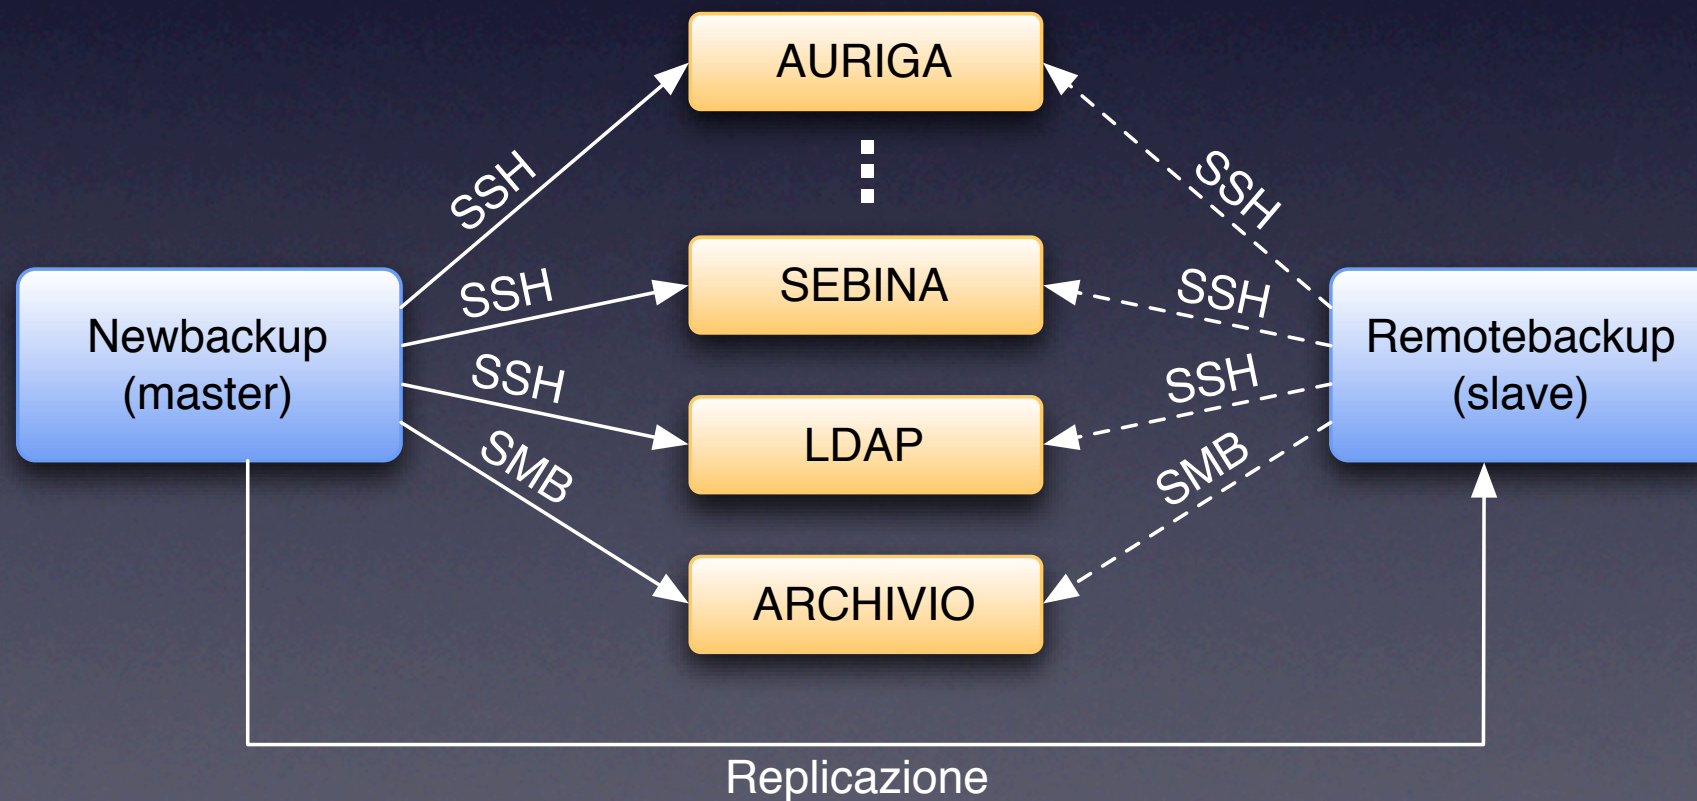 AURIGA
SSH
SSH
SEBINA
SSH
SSH
Newbackup
(master)
Remotebackup
(slave)
SSH
SSH
LDAP
SMB
SMB
ARCHIVIO
Replicazione